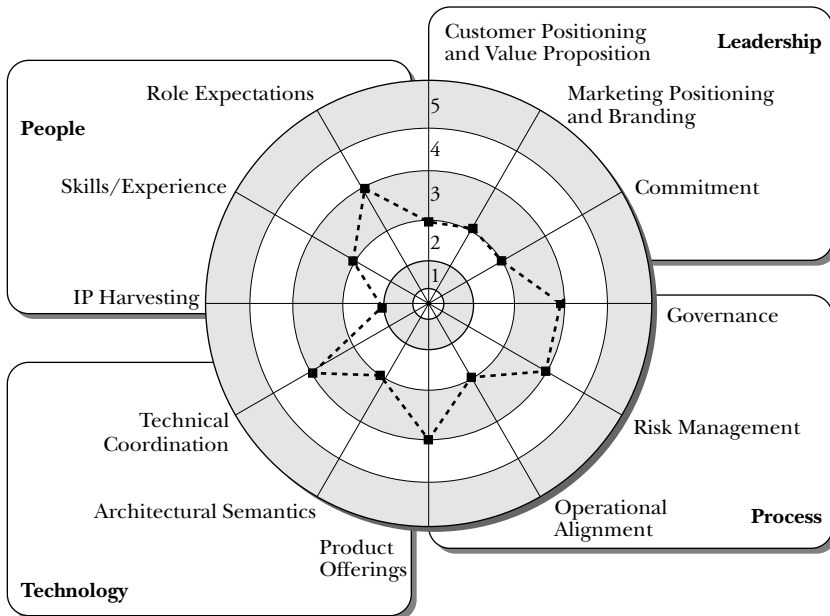 Customer Positioning
and Value Proposition
Leadership
Role Expectations
Marketing Positioning
and Branding
People
Skills/Experience
Commitment
IP Harvesting
Governance
5
4
3
2
1
Technical
Coordination
Risk Management
Architectural Semantics
Operational
Alignment
Process
Product
Offerings
Technology